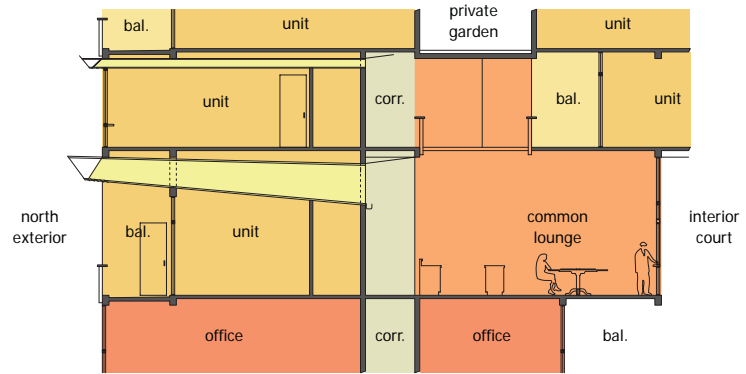 private
garden
bal.
unit
unit
unit
corr.
bal.
unit
north
exterior
bal.
unit
common
lounge
interior
court
office
corr.
office
bal.